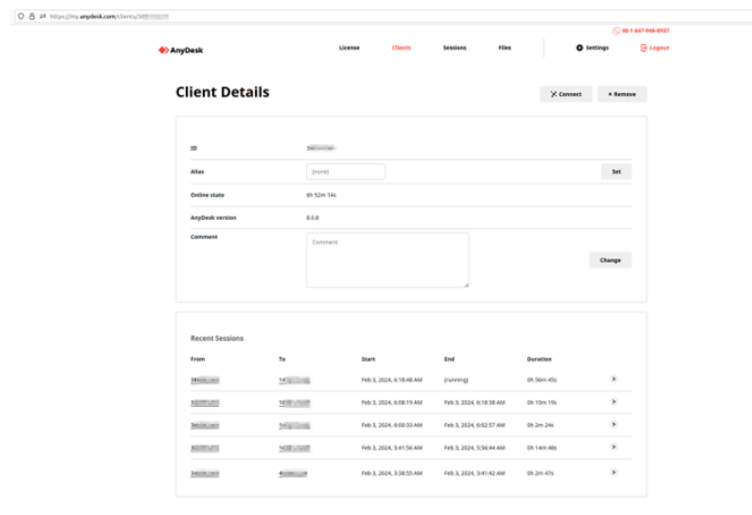 https://my.anydesk.com/clients/
00-1-647-948-8937
AnyDesk License Clients Sessions Files Settings Logout
Client Details Connect Remove
ID
Alias (none) Set
Online state 6h 52m 14s
AnyDesk version 8.0.8
Comment Comment
Change
Recent Sessions
From To Start End Duration
Feb 3, 2024, 6:18:48 AM (running) 0h 56m 45s
Feb 3, 2024, 6:08:19 AM Feb 3, 2024, 6:18:38 AM 0h 10m 19s
Feb 3, 2024, 6:00:33 AM Feb 3, 2024, 6:02:57 AM 0h 2m 24s
Feb 3, 2024, 5:41:56 AM Feb 3, 2024, 5:56:44 AM 0h 14m 48s
Feb 3, 2024, 3:38:55 AM Feb 3, 2024, 3:41:42 AM 0h 2m 47s